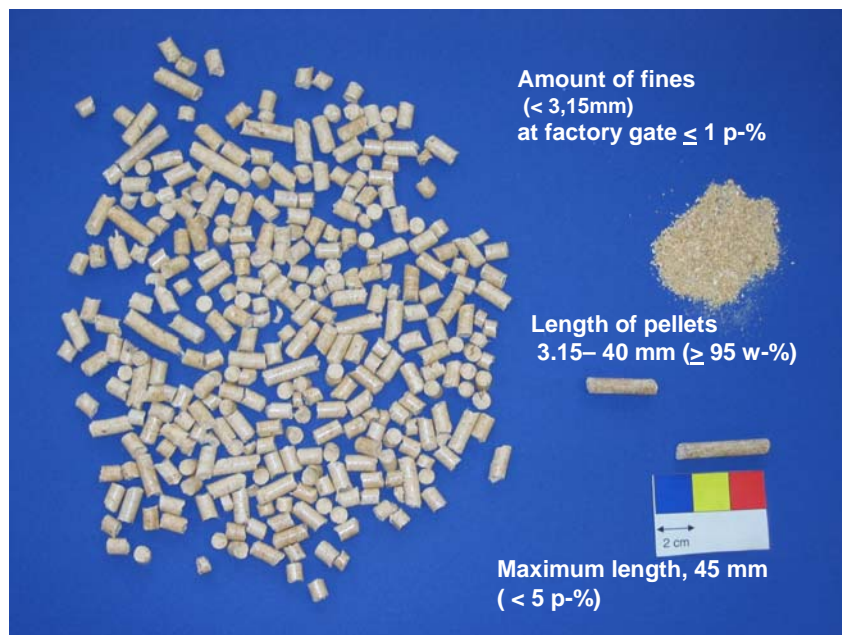 Amount of fines
(< 3,15mm)
at factory gate ≤ 1 p-%
Length of pellets
3.15– 40 mm (≥ 95 w-%)
2 cm
Maximum length, 45 mm
( < 5 p-%)